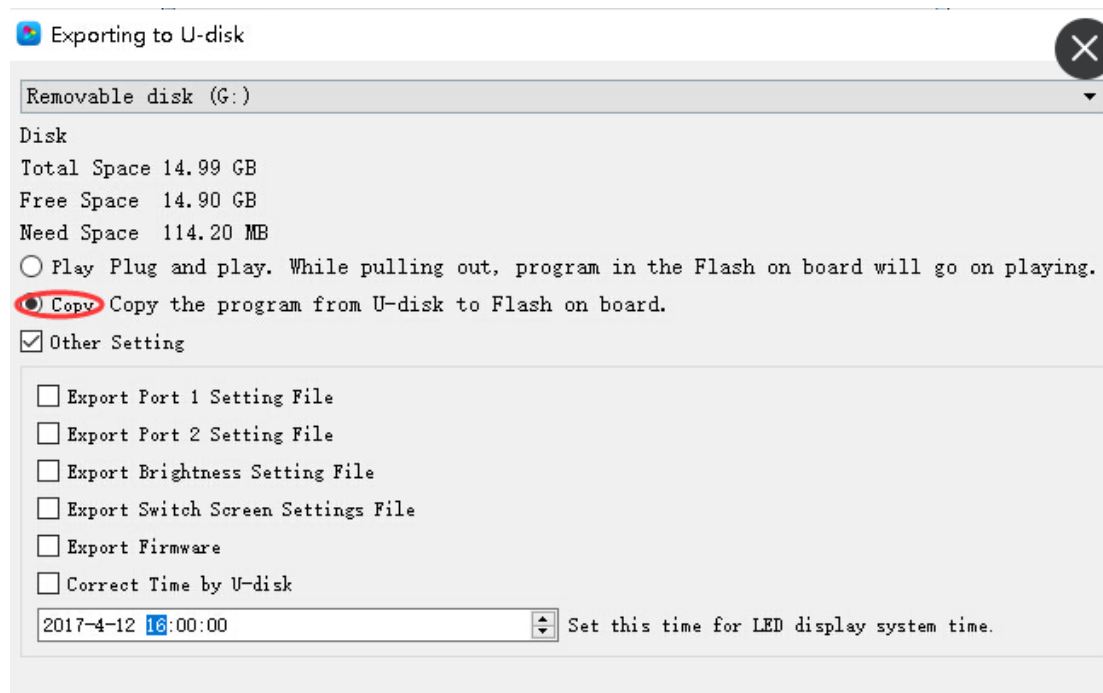 Exporting to U-disk
Removable disk (G:)
Disk
Total Space 14.99 GB
Free Space 14.90 GB
Need Space 114.20 MB
Play Plug and play. While pulling out, program in the Flash on board will go on playing.
Copy Copy the program from U-disk to Flash on board.
Other Setting
Export Port 1 Setting File
Export Port 2 Setting File
Export Brightness Setting File
Export Switch Screen Settings File
Export Firmware
Correct Time by U-disk
2017-4-12 16:00:00 Set this time for LED display system time.